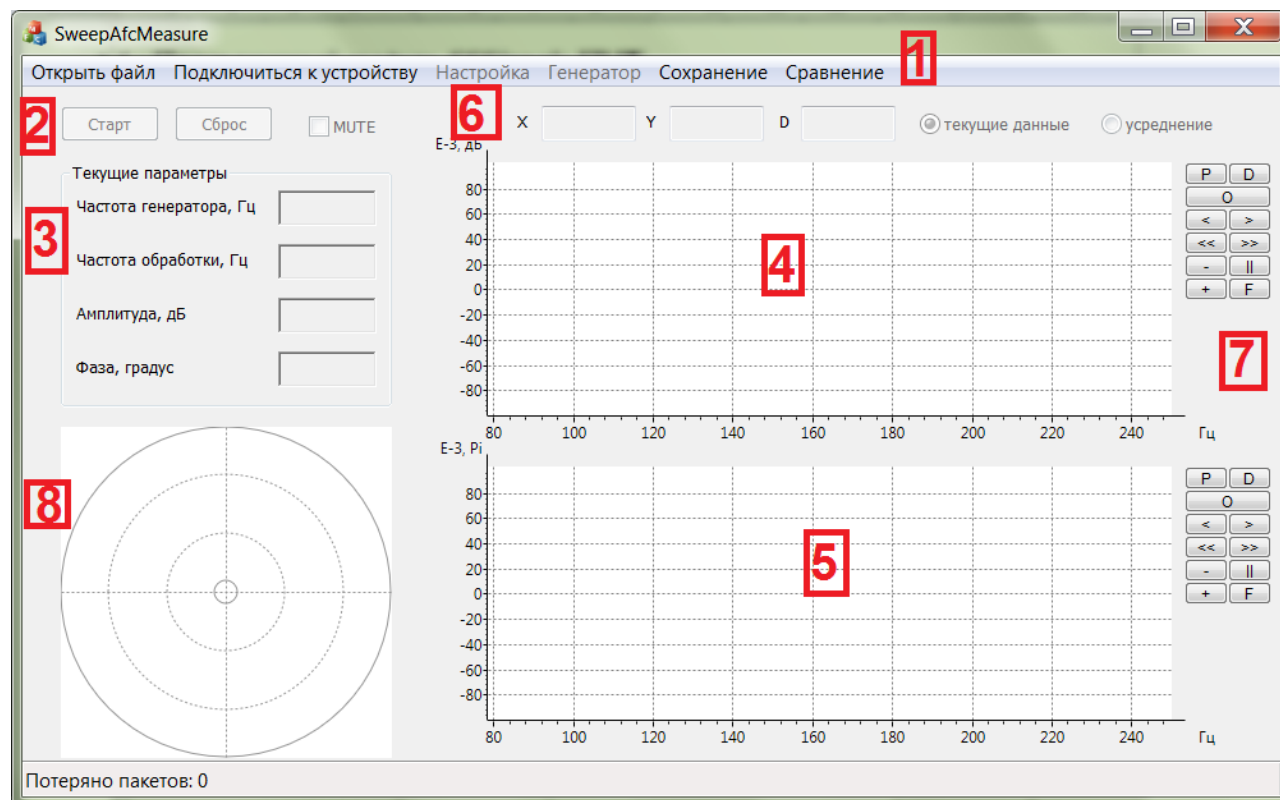 SweepAfcMeasure
Открыть файл Подключиться к устройству Настройка Генератор Сохранение Сравнение 1
2 Старт Сброс MUTE 6 X Y D текущие данные усреднение
E-3, дБ
Текущие параметры
3
Частота генератора, Гц
Частота обработки, Гц
Амплитуда, дБ
Фаза, градус
80
60
40
20
0
-20
-40
-60
-80
4
80 100 120 140 160 180 200 220 240 Гц
P D
O
< >
<< >>
- ||
+ F
7
8
E-3, Pi
80
60
40
20
0
-20
-40
-60
-80
5
80 100 120 140 160 180 200 220 240 Гц
P D
O
< >
<< >>
- ||
+ F
Потеряно пакетов: 0